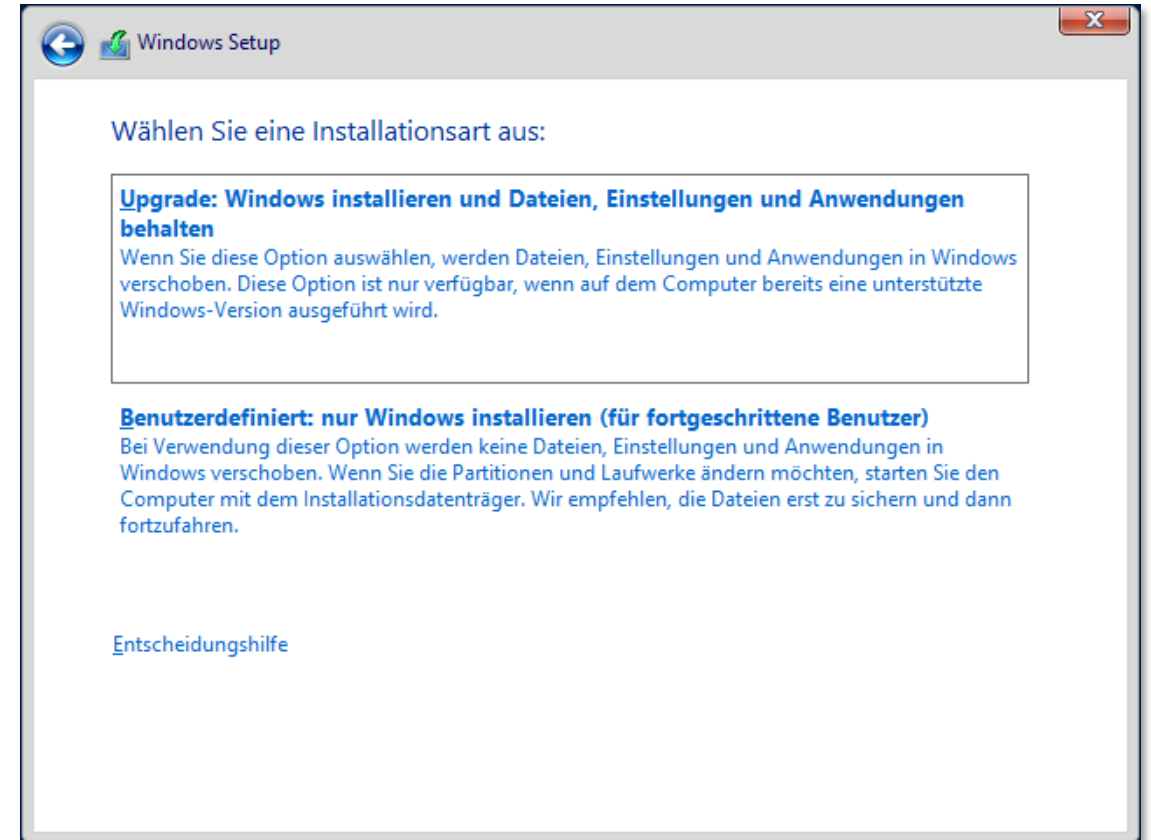 Windows Setup
Wählen Sie eine Installationsart aus:
Upgrade: Windows installieren und Dateien, Einstellungen und Anwendungen
behalten
Wenn Sie diese Option auswählen, werden Dateien, Einstellungen und Anwendungen in Windows
verschoben. Diese Option ist nur verfügbar, wenn auf dem Computer bereits eine unterstützte
Windows-Version ausgeführt wird.
Benutzerdefiniert: nur Windows installieren (für fortgeschrittene Benutzer)
Bei Verwendung dieser Option werden keine Dateien, Einstellungen und Anwendungen in
Windows verschoben. Wenn Sie die Partitionen und Laufwerke ändern möchten, starten Sie den
Computer mit dem Installationsdatenträger. Wir empfehlen, die Dateien erst zu sichern und dann
fortzufahren.
Entscheidungshilfe